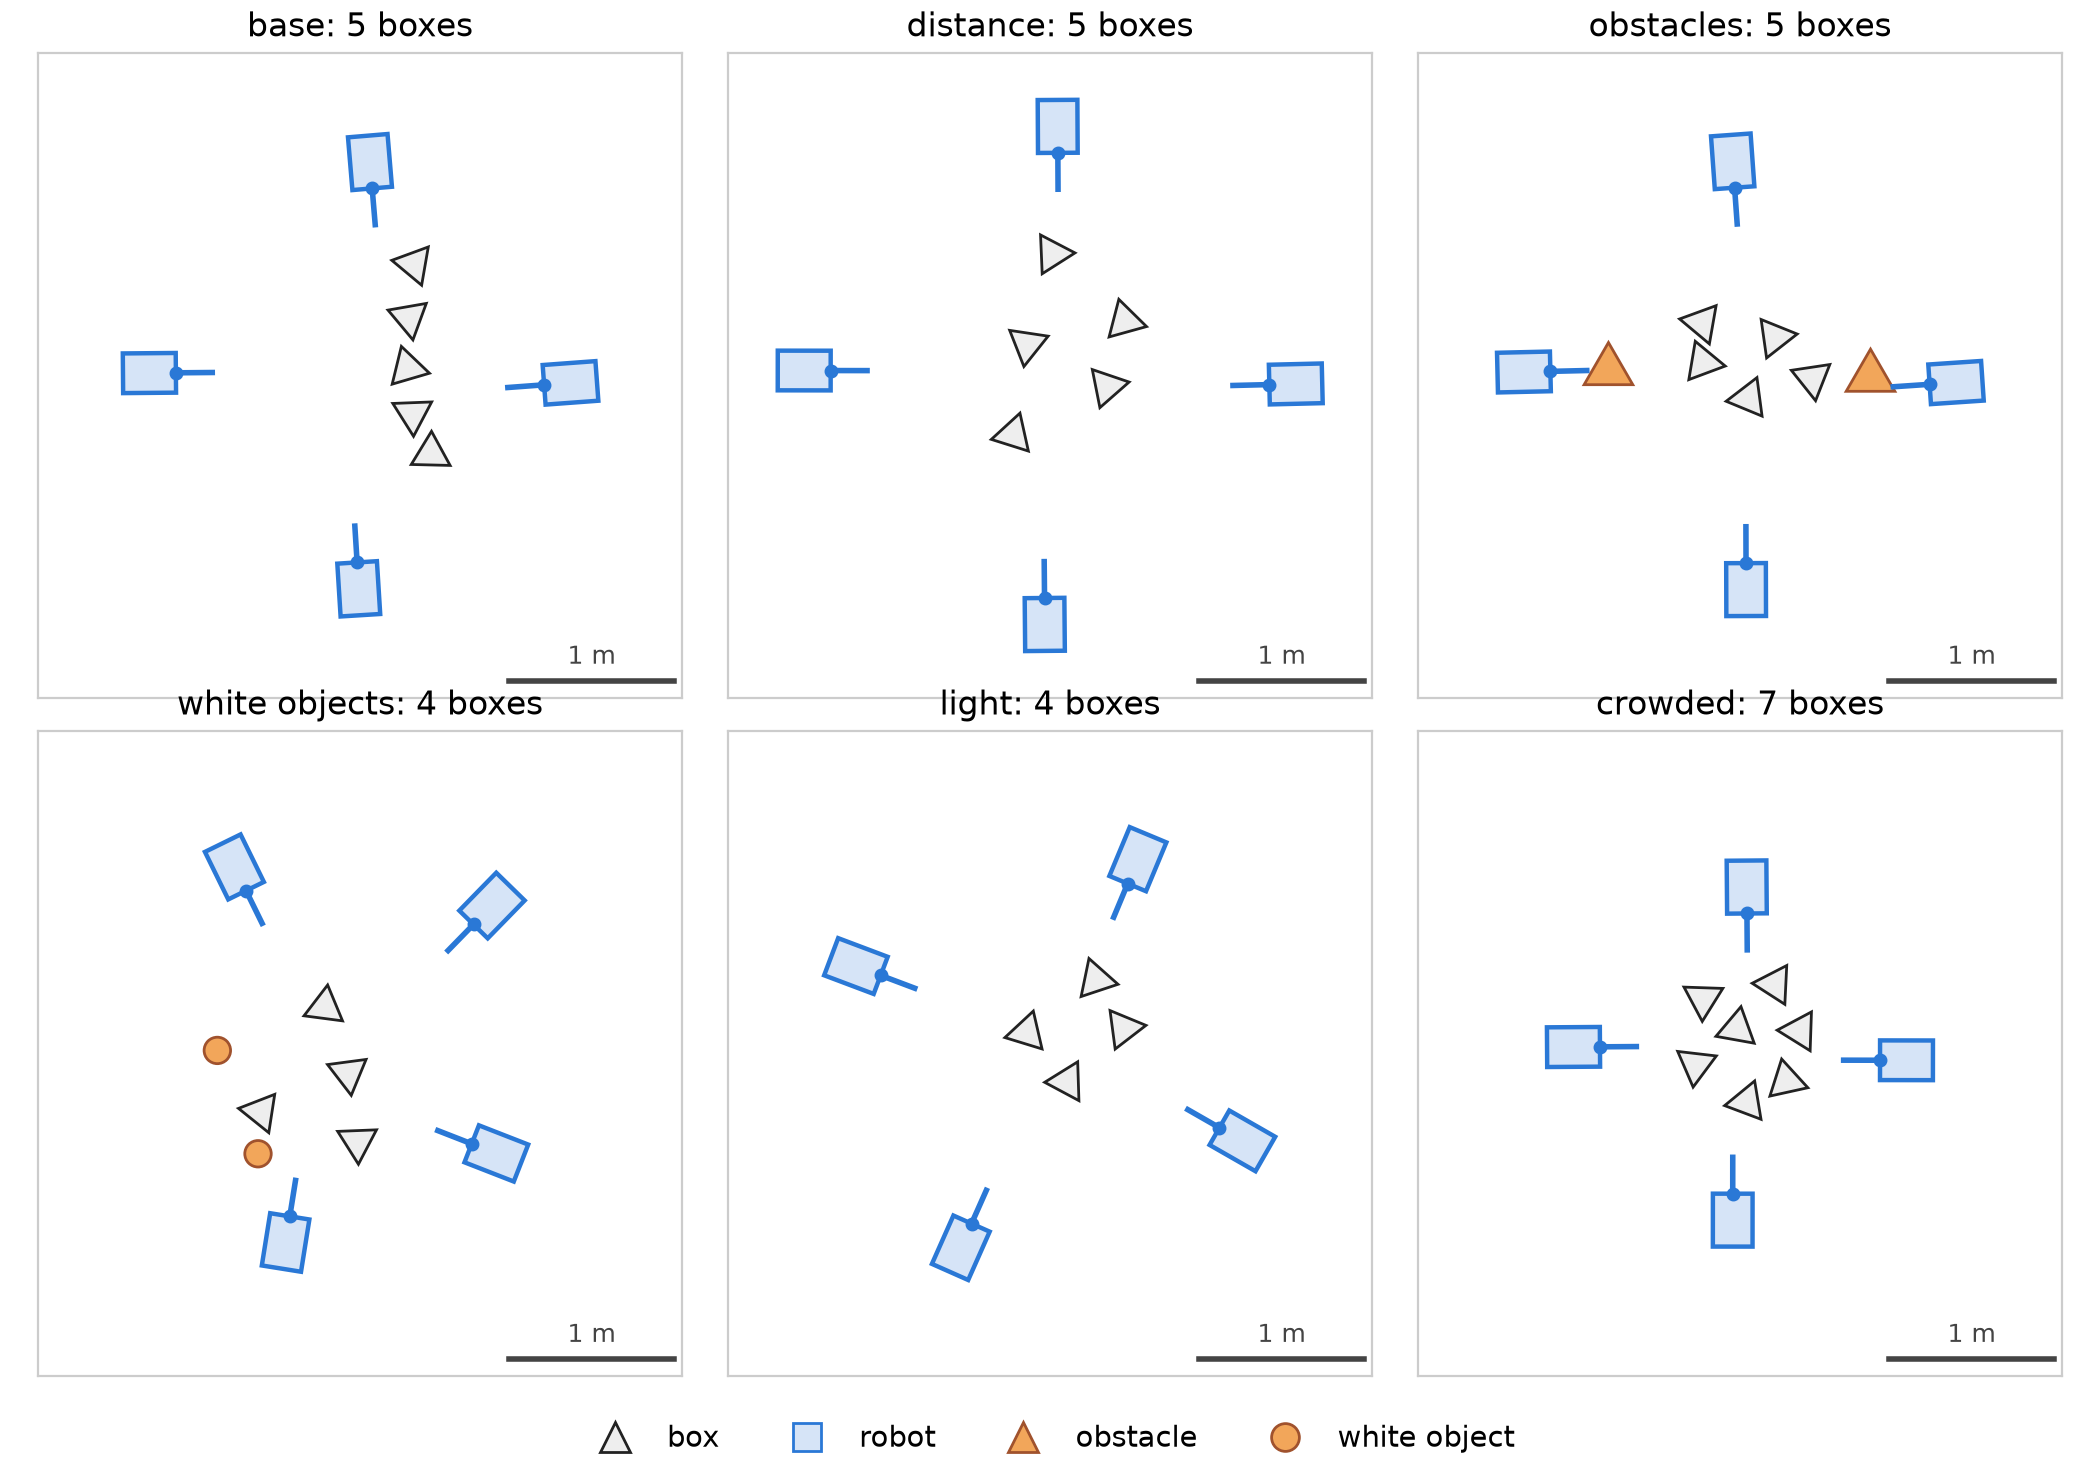 base: 5 boxes
distance: 5 boxes
obstacles: 5 boxes
1 m
1 m
1 m
white objects: 4 boxes
light: 4 boxes
crowded: 7 boxes
1 m
1 m
1 m
box
robot
obstacle
white object